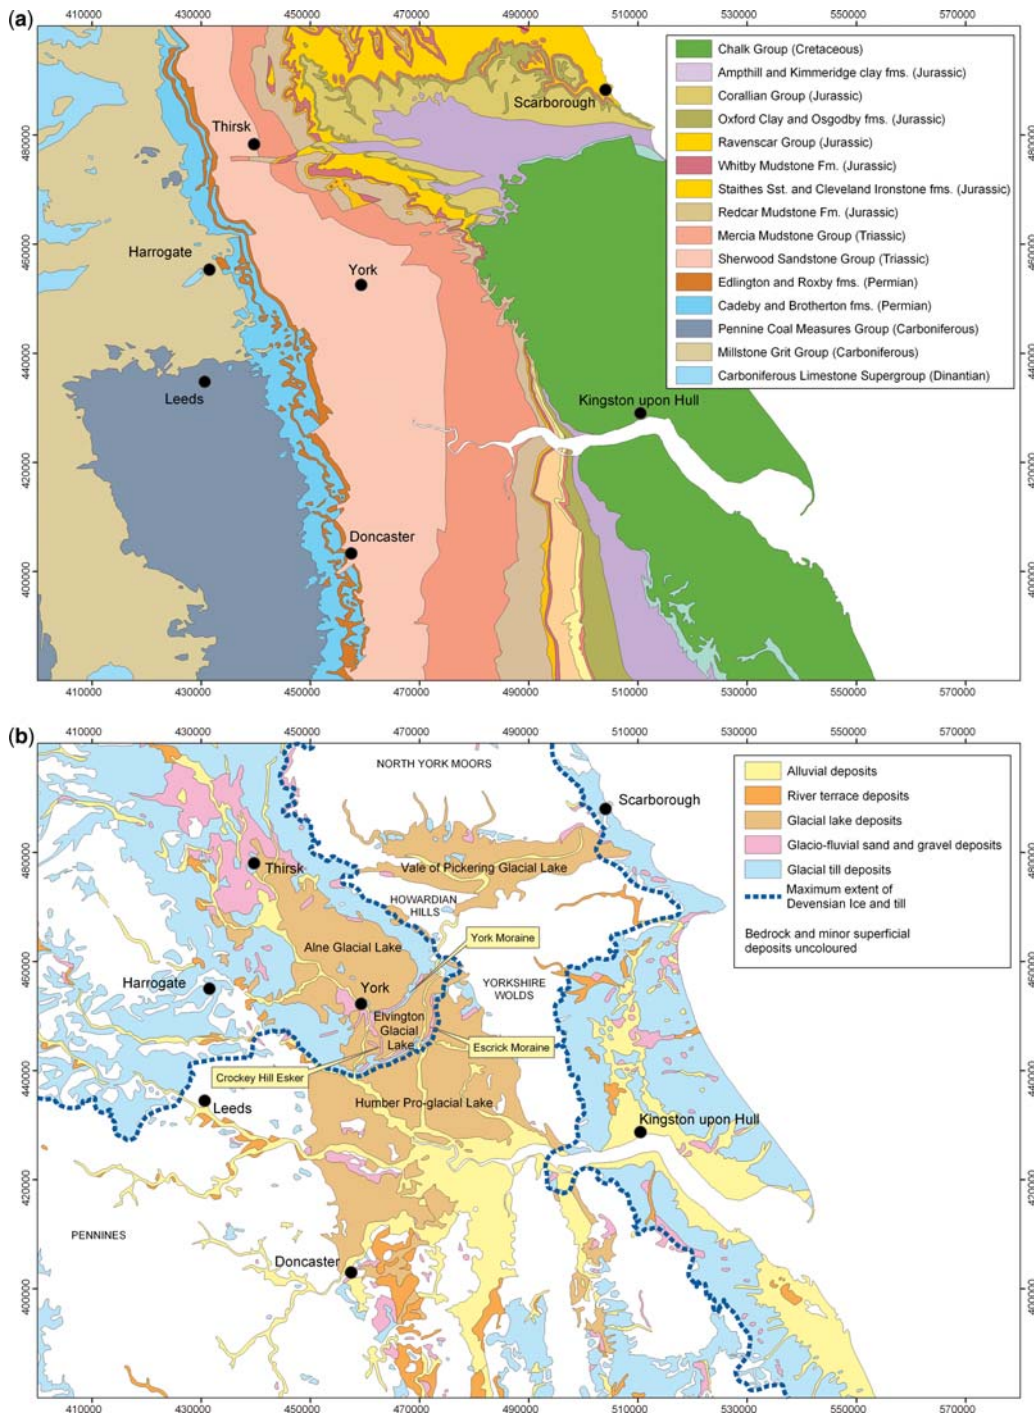 (a)
410000 430000 450000 470000 490000 510000 530000 550000 570000
Chalk Group (Cretaceous)
Ampthill and Kimmeridge clay fms. (Jurassic)
Corallian Group (Jurassic)
Oxford Clay and Osgodby fms. (Jurassic)
Ravenscar Group (Jurassic)
Whitby Mudstone Fm. (Jurassic)
Staithes Sst. and Cleveland Ironstone fms. (Jurassic)
Redcar Mudstone Fm. (Jurassic)
Mercia Mudstone Group (Triassic)
Sherwood Sandstone Group (Triassic)
Edlington and Roxby fms. (Permian)
Cadeby and Brotherton fms. (Permian)
Pennine Coal Measures Group (Carboniferous)
Millstone Grit Group (Carboniferous)
Carboniferous Limestone Supergroup (Dinantian)
Scarborough
Thirsk
Harrogate
York
Leeds
Kingston upon Hull
Doncaster
480000
460000
440000
420000
400000
480000
460000
440000
420000
400000
410000 430000 450000 470000 490000 510000 530000 550000 570000
(b)
410000 430000 450000 470000 490000 510000 530000 550000 570000
Alluvial deposits
River terrace deposits
Glacial lake deposits
Glacio-fluvial sand and gravel deposits
Glacial till deposits
Maximum extent of
Devensian Ice and till
Bedrock and minor superficial
deposits uncoloured
NORTH YORK MOORS
Scarborough
Thirsk
Vale of Pickering Glacial Lake
HOWARDIAN
HILLS
York Moraine
Alne Glacial Lake
Harrogate
York
YORKSHIRE
WOLDS
Elvington
Glacial
Lake
Escrick Moraine
Crockey Hill Esker
Leeds
Humber Pro-glacial Lake
Kingston upon Hull
PENNINES
Doncaster
480000
460000
440000
420000
400000
480000
460000
440000
420000
400000
410000 430000 450000 470000 490000 510000 530000 550000 570000